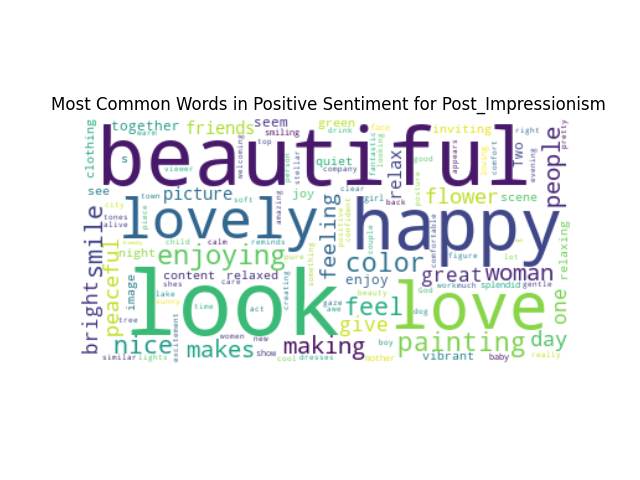 Most Common Words in Positive Sentiment for Post_Impressionism
clothing
together
warm
friends
seem
smiling
green
drink
face
inviting
right
pretty
beautiful
s
viewer
welcoming
top
person
stellar
quiet
company
fantastic
looking
relax
good
posture
loving
appears
comfort
two
evening
people
see
town
picture
soft
joy
amazing
clear
girl
back
flower
scene
smile
city
tones
alive
piece
lovely
feeling
positive
confident
couple
happy
comfortable
figure
lot
relaxing
night
child
calm
reminds
enjoying
pure
something
color
bright
peaceful
image
content
relaxed
shes
care
enjoy
great
woman
one
lake
sunny
time
look
act
creating
beauty
gaze
awe
feel
God
dog
love
workmuch
splendid
gentle
tree
excitement
women
new
give
nice
makes
show
making
boy
painting
day
similar
lights
cool
dresses
mother
vibrant
baby
really